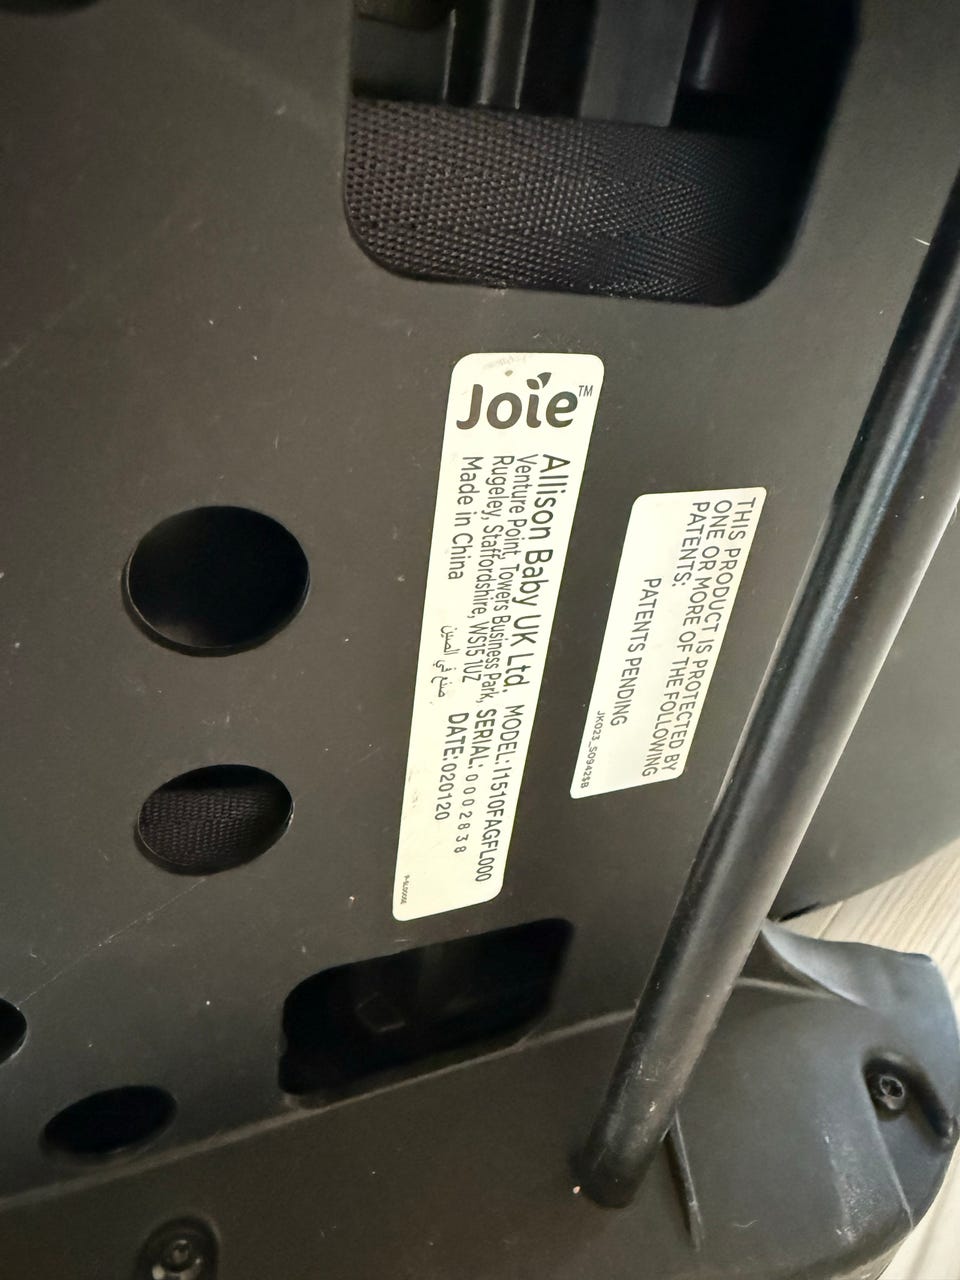 Joie™
Allison Baby UK Ltd.
Venture Point, Towers Business Park,
Rugeley, Staffordshire, WS15 1UZ
Made in China
صنع في الصين
MODEL: I1510FAGFL000
SERIAL: 0002838
DATE: 020120
THIS PRODUCT IS PROTECTED BY
ONE OR MORE OF THE FOLLOWING
PATENTS:
PATENTS PENDING